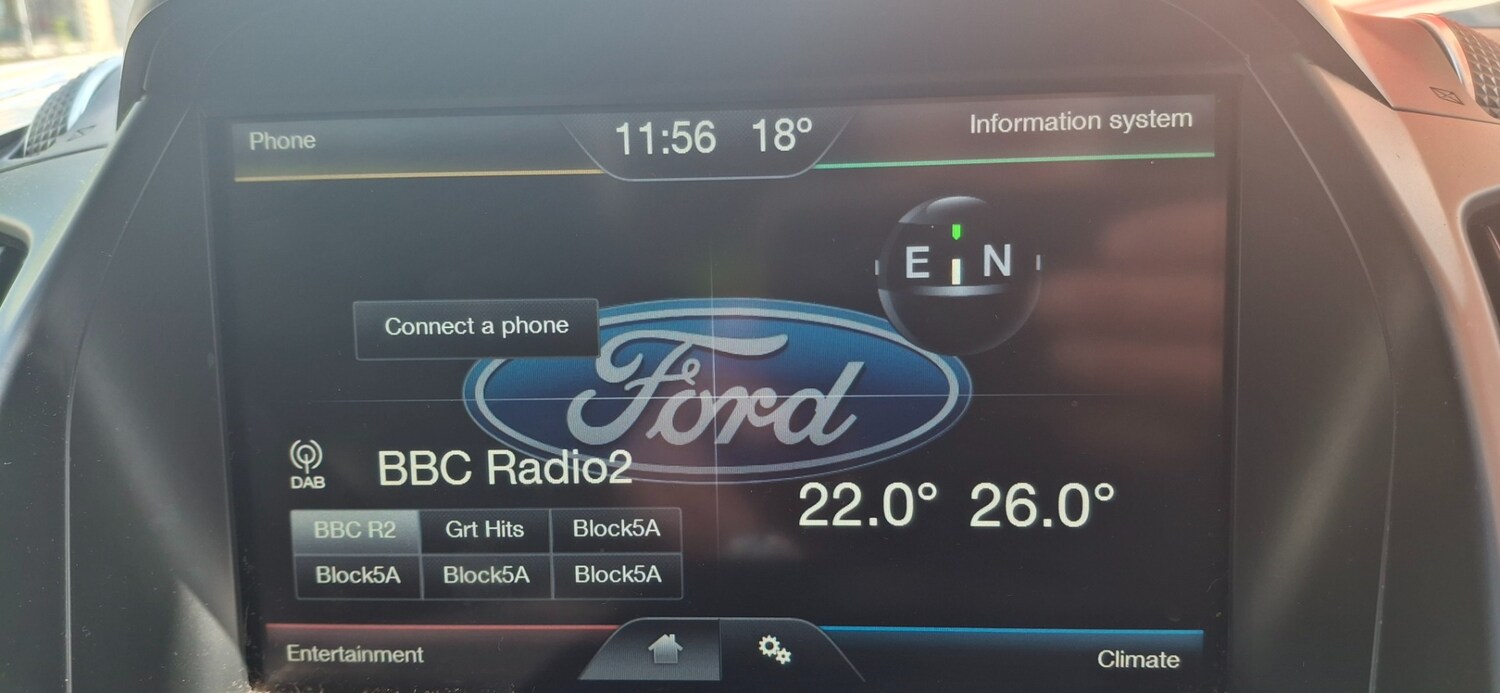 Phone
11:56 18°
Information system
E N
Connect a phone
Ford
DAB
BBC Radio2
22.0° 26.0°
BBC R2 Grt Hits Block5A
Block5A Block5A Block5A
Entertainment
Climate